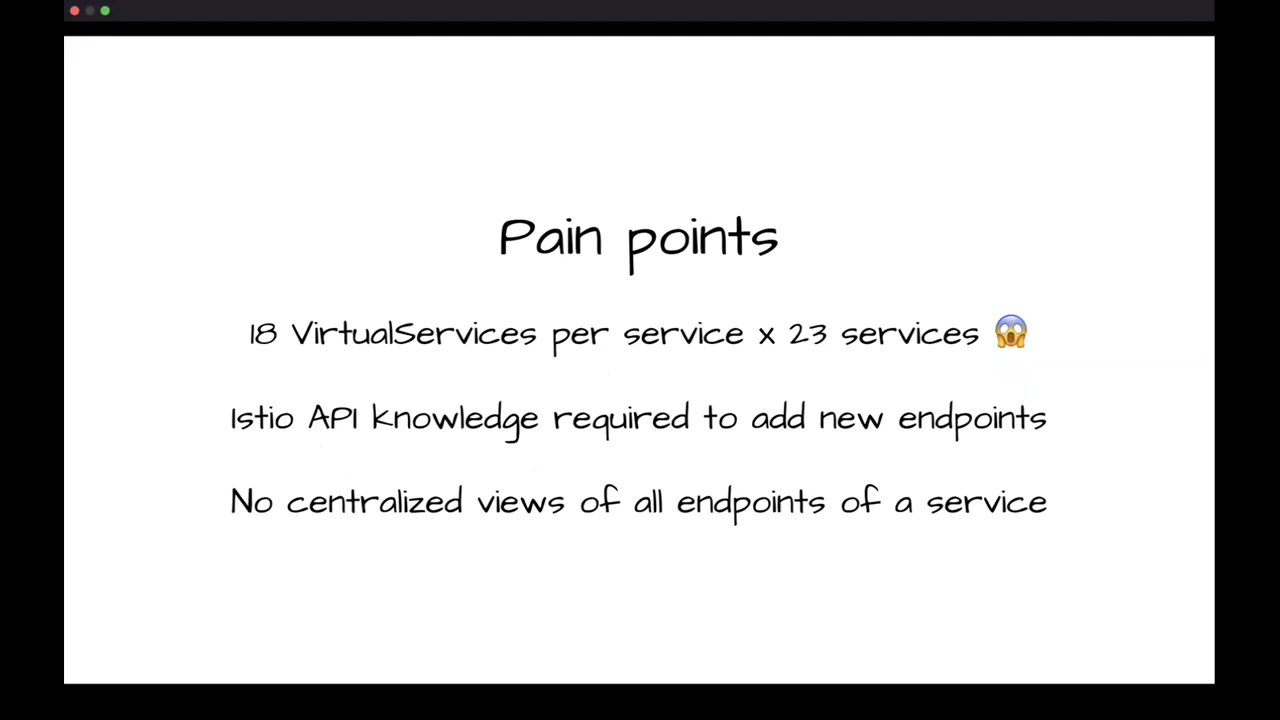 Pain points
18 VirtualServices per service x 23 services 😱
Istio API knowledge required to add new endpoints
No centralized views of all endpoints of a service